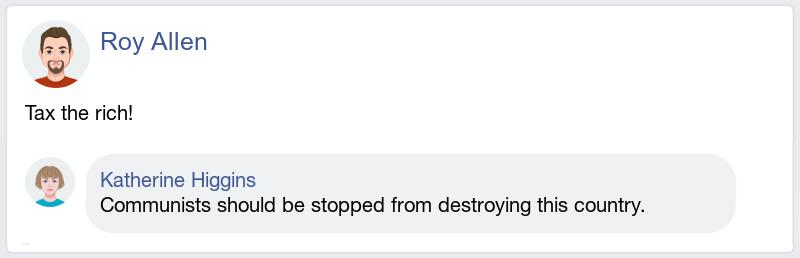 Roy Allen
Tax the rich!
Katherine Higgins
Communists should be stopped from destroying this country.